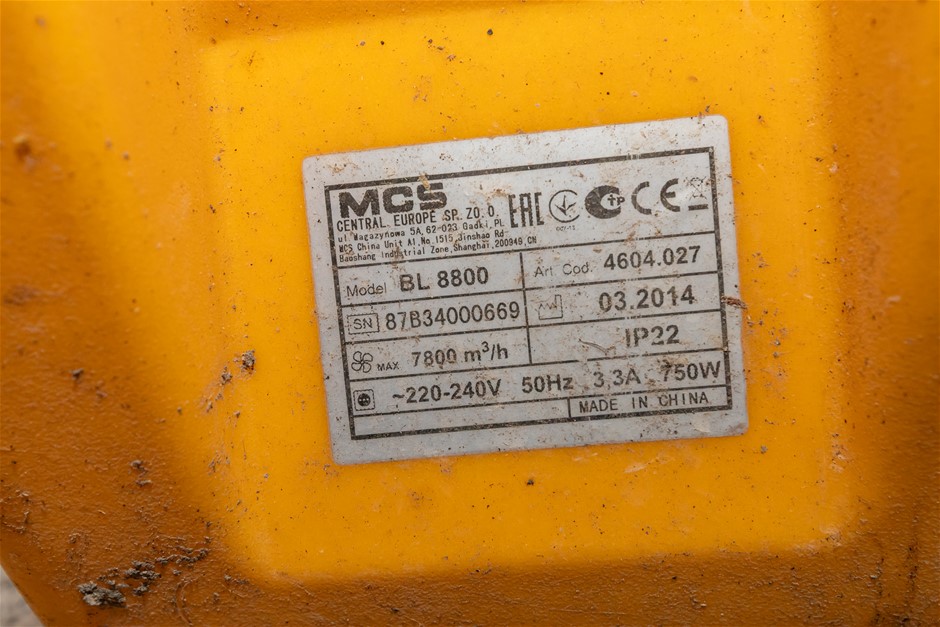 MCS
CENTRAL EUROPE SP. ZO.O.
ul.Magazynowa 5A, 62-023 Gadki, PL
MCS China Unit A1, No.1515 Jinshao Rd
Baoshang Industrial Zone, Shanghai, 200949, CN
EAC TP CE
Model BL 8800
Art. Cod. 4604.027
SN 87B34000669
03.2014
MAX 7800 m³/h
IP22
~220-240V 50Hz 3,3A 750W
MADE IN CHINA